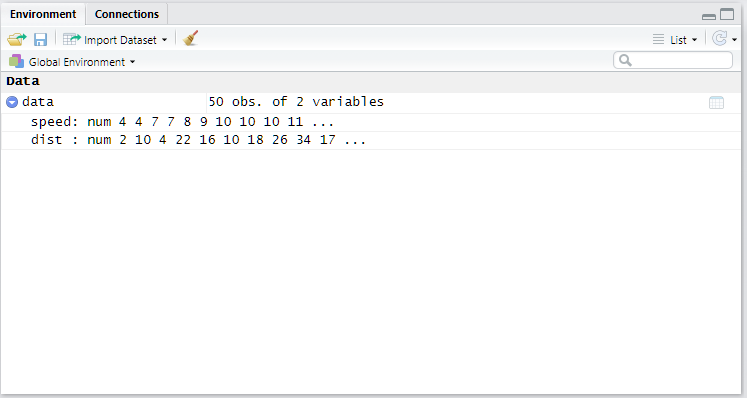 Environment Connections
Import Dataset List
Global Environment
Data
data 50 obs. of 2 variables
speed: num 4 4 7 7 8 9 10 10 10 11 ...
dist : num 2 10 4 22 16 10 18 26 34 17 ...